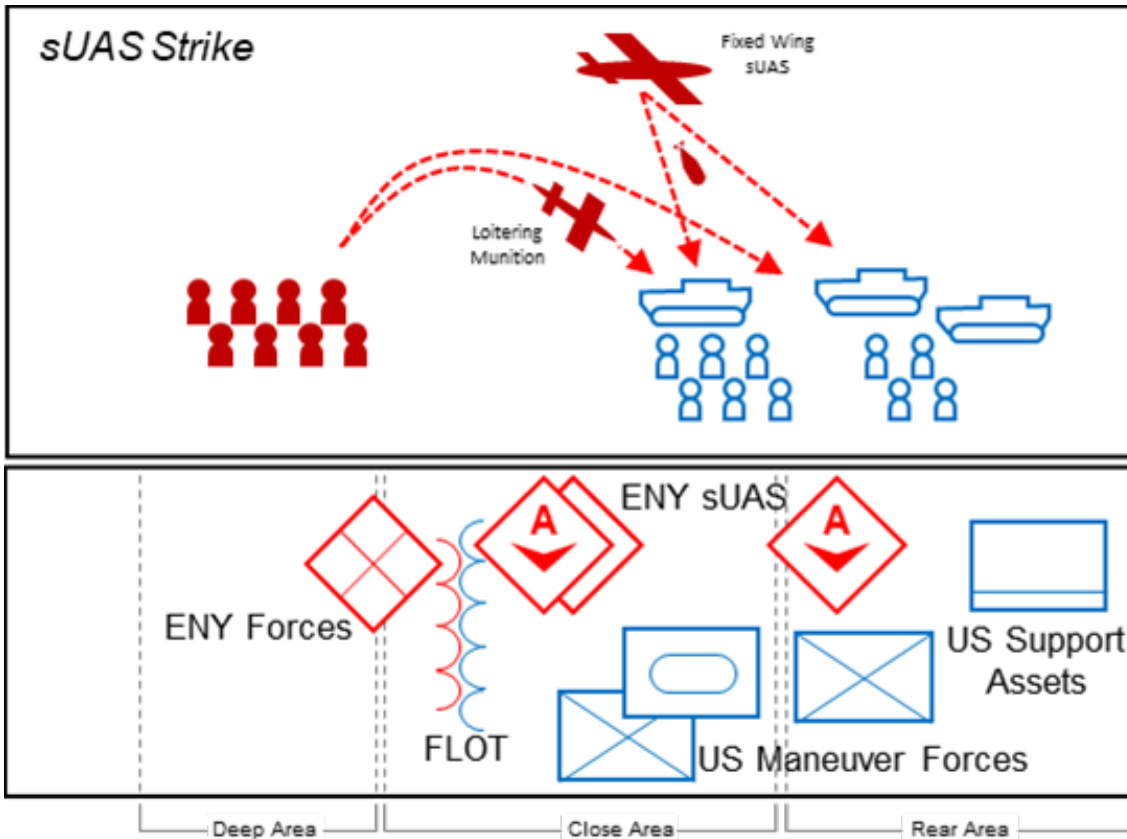 sUAS Strike
Fixed Wing
sUAS
Loitering
Munition
ENY sUAS
A
A
ENY Forces
FLOT
US Support
Assets
US Maneuver Forces
Deep Area
Close Area
Rear Area